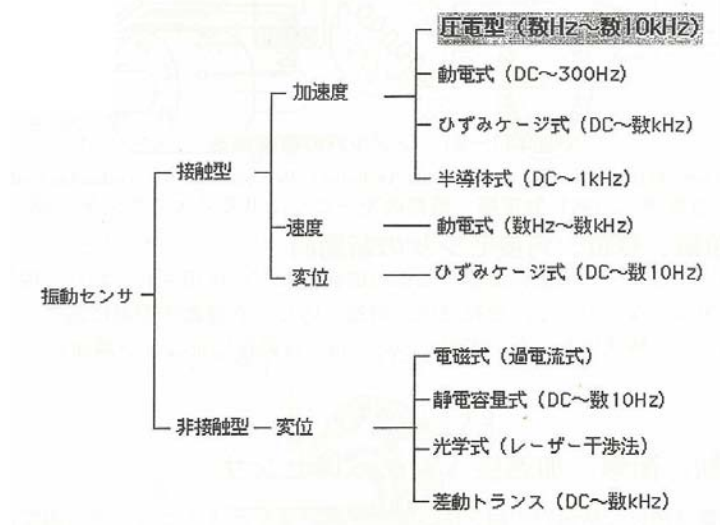 圧電型（数Hz～数10kHz）
動電式（DC～300Hz）
加速度
ひずみケージ式（DC～数kHz）
接触型
半導体式（DC～1kHz）
速度
動電式（数Hz～数kHz）
変位
ひずみケージ式（DC～数10Hz）
振動センサ
電磁式（過電流式）
静電容量式（DC～数10Hz）
非接触型
変位
光学式（レーザー干渉法）
差動トランス（DC～数kHz）